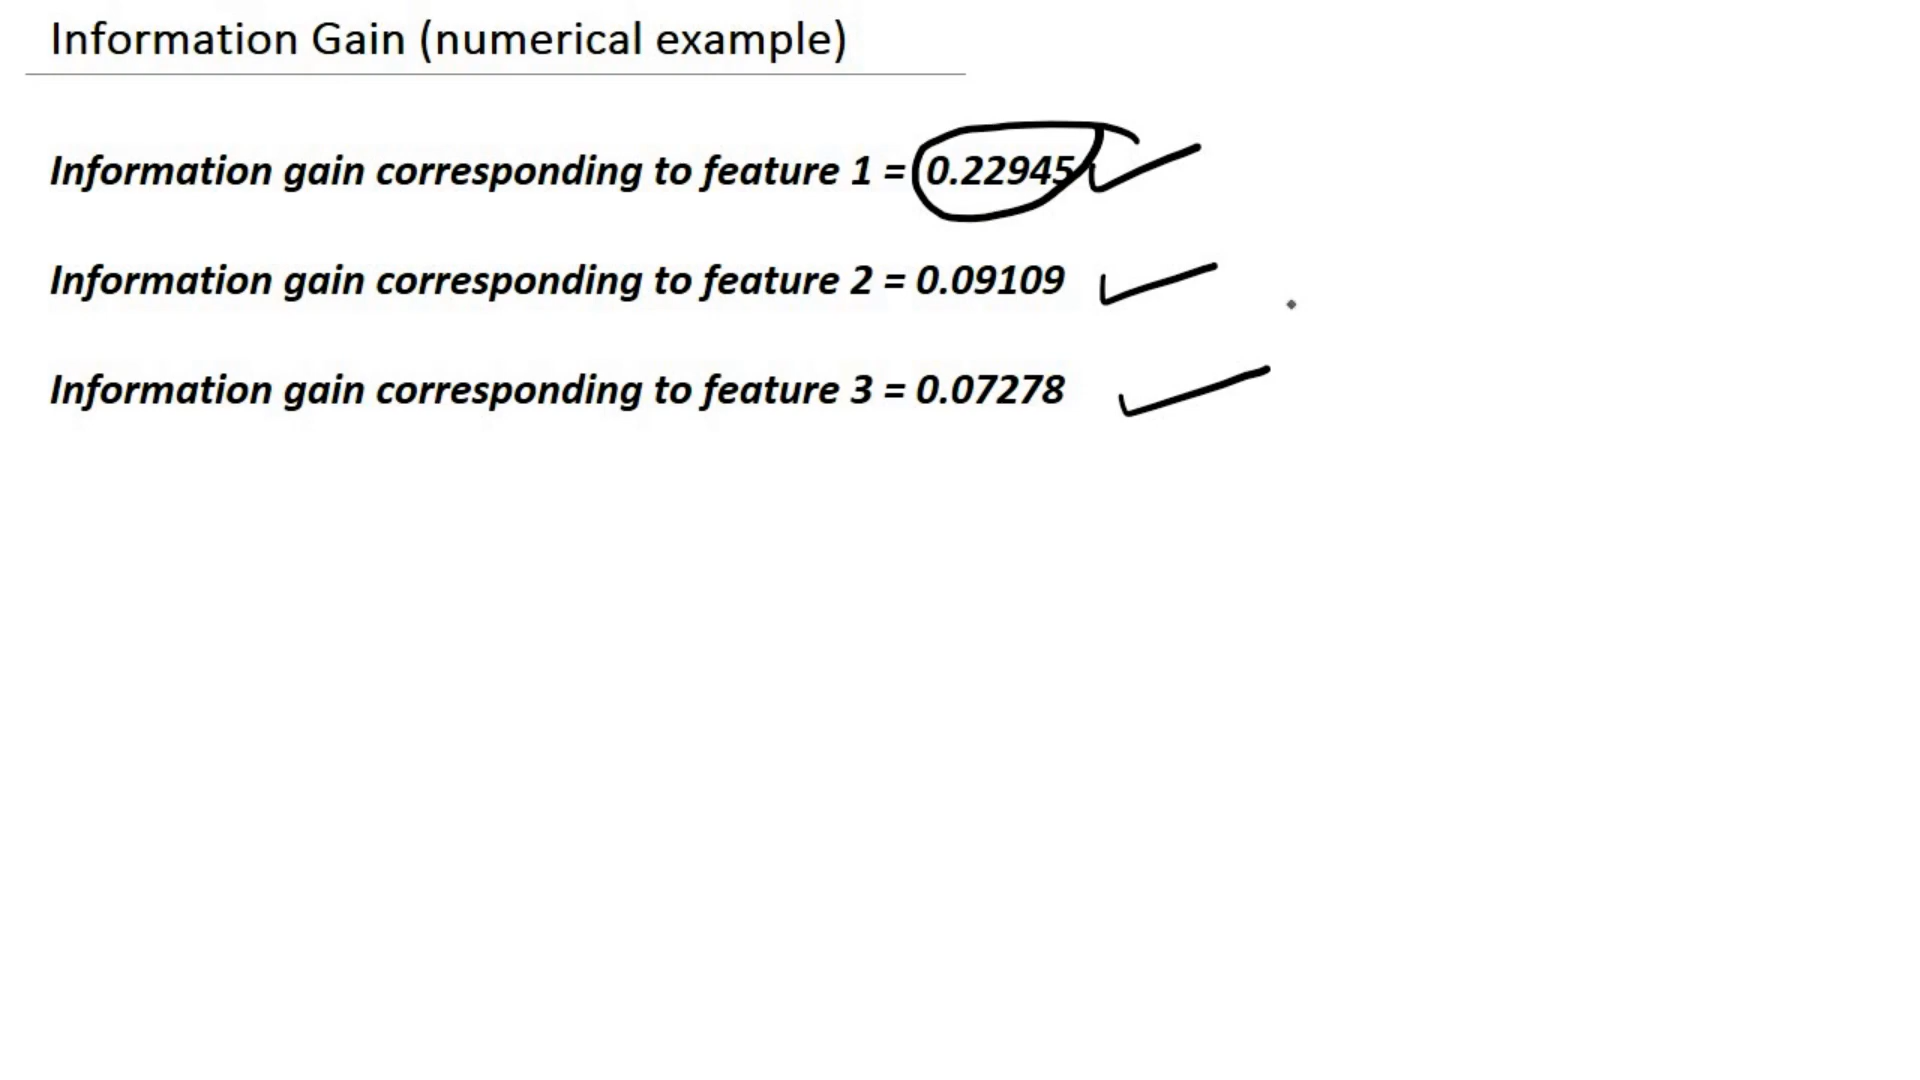 Information Gain (numerical example)
Information gain corresponding to feature 1 = 0.22945
Information gain corresponding to feature 2 = 0.09109
Information gain corresponding to feature 3 = 0.07278